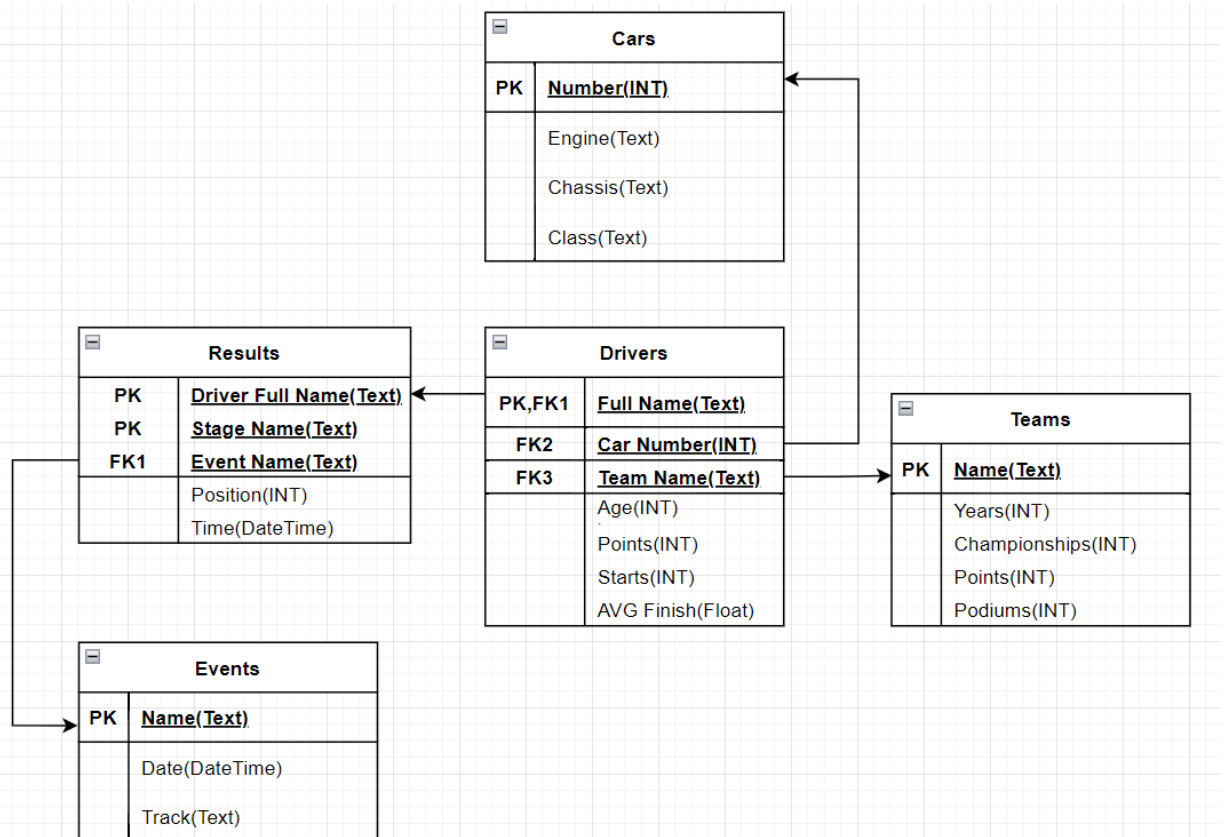 Cars
PK Number(INT)
Engine(Text)
Chassis(Text)
Class(Text)
Results
PK Driver Full Name(Text)
PK Stage Name(Text)
FK1 Event Name(Text)
Position(INT)
Time(DateTime)
Drivers
PK,FK1 Full Name(Text)
FK2 Car Number(INT)
FK3 Team Name(Text)
Age(INT)
Points(INT)
Starts(INT)
AVG Finish(Float)
Teams
PK Name(Text)
Years(INT)
Championships(INT)
Points(INT)
Podiums(INT)
Events
PK Name(Text)
Date(DateTime)
Track(Text)